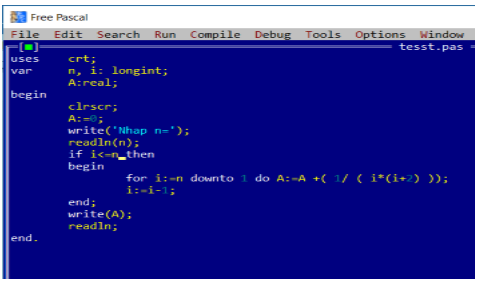 Free Pascal
File Edit Search Run Compile Debug Tools Options Window
[■] tesst.pas
uses crt;
var n, i: longint;
A:real;
begin
clrscr;
A:=0;
write('Nhap n=');
readln(n);
if i<=n_then
begin
for i:=n downto 1 do A:=A +( 1/ ( i*(i+2) ));
i:=i-1;
end;
write(A);
readln;
end.